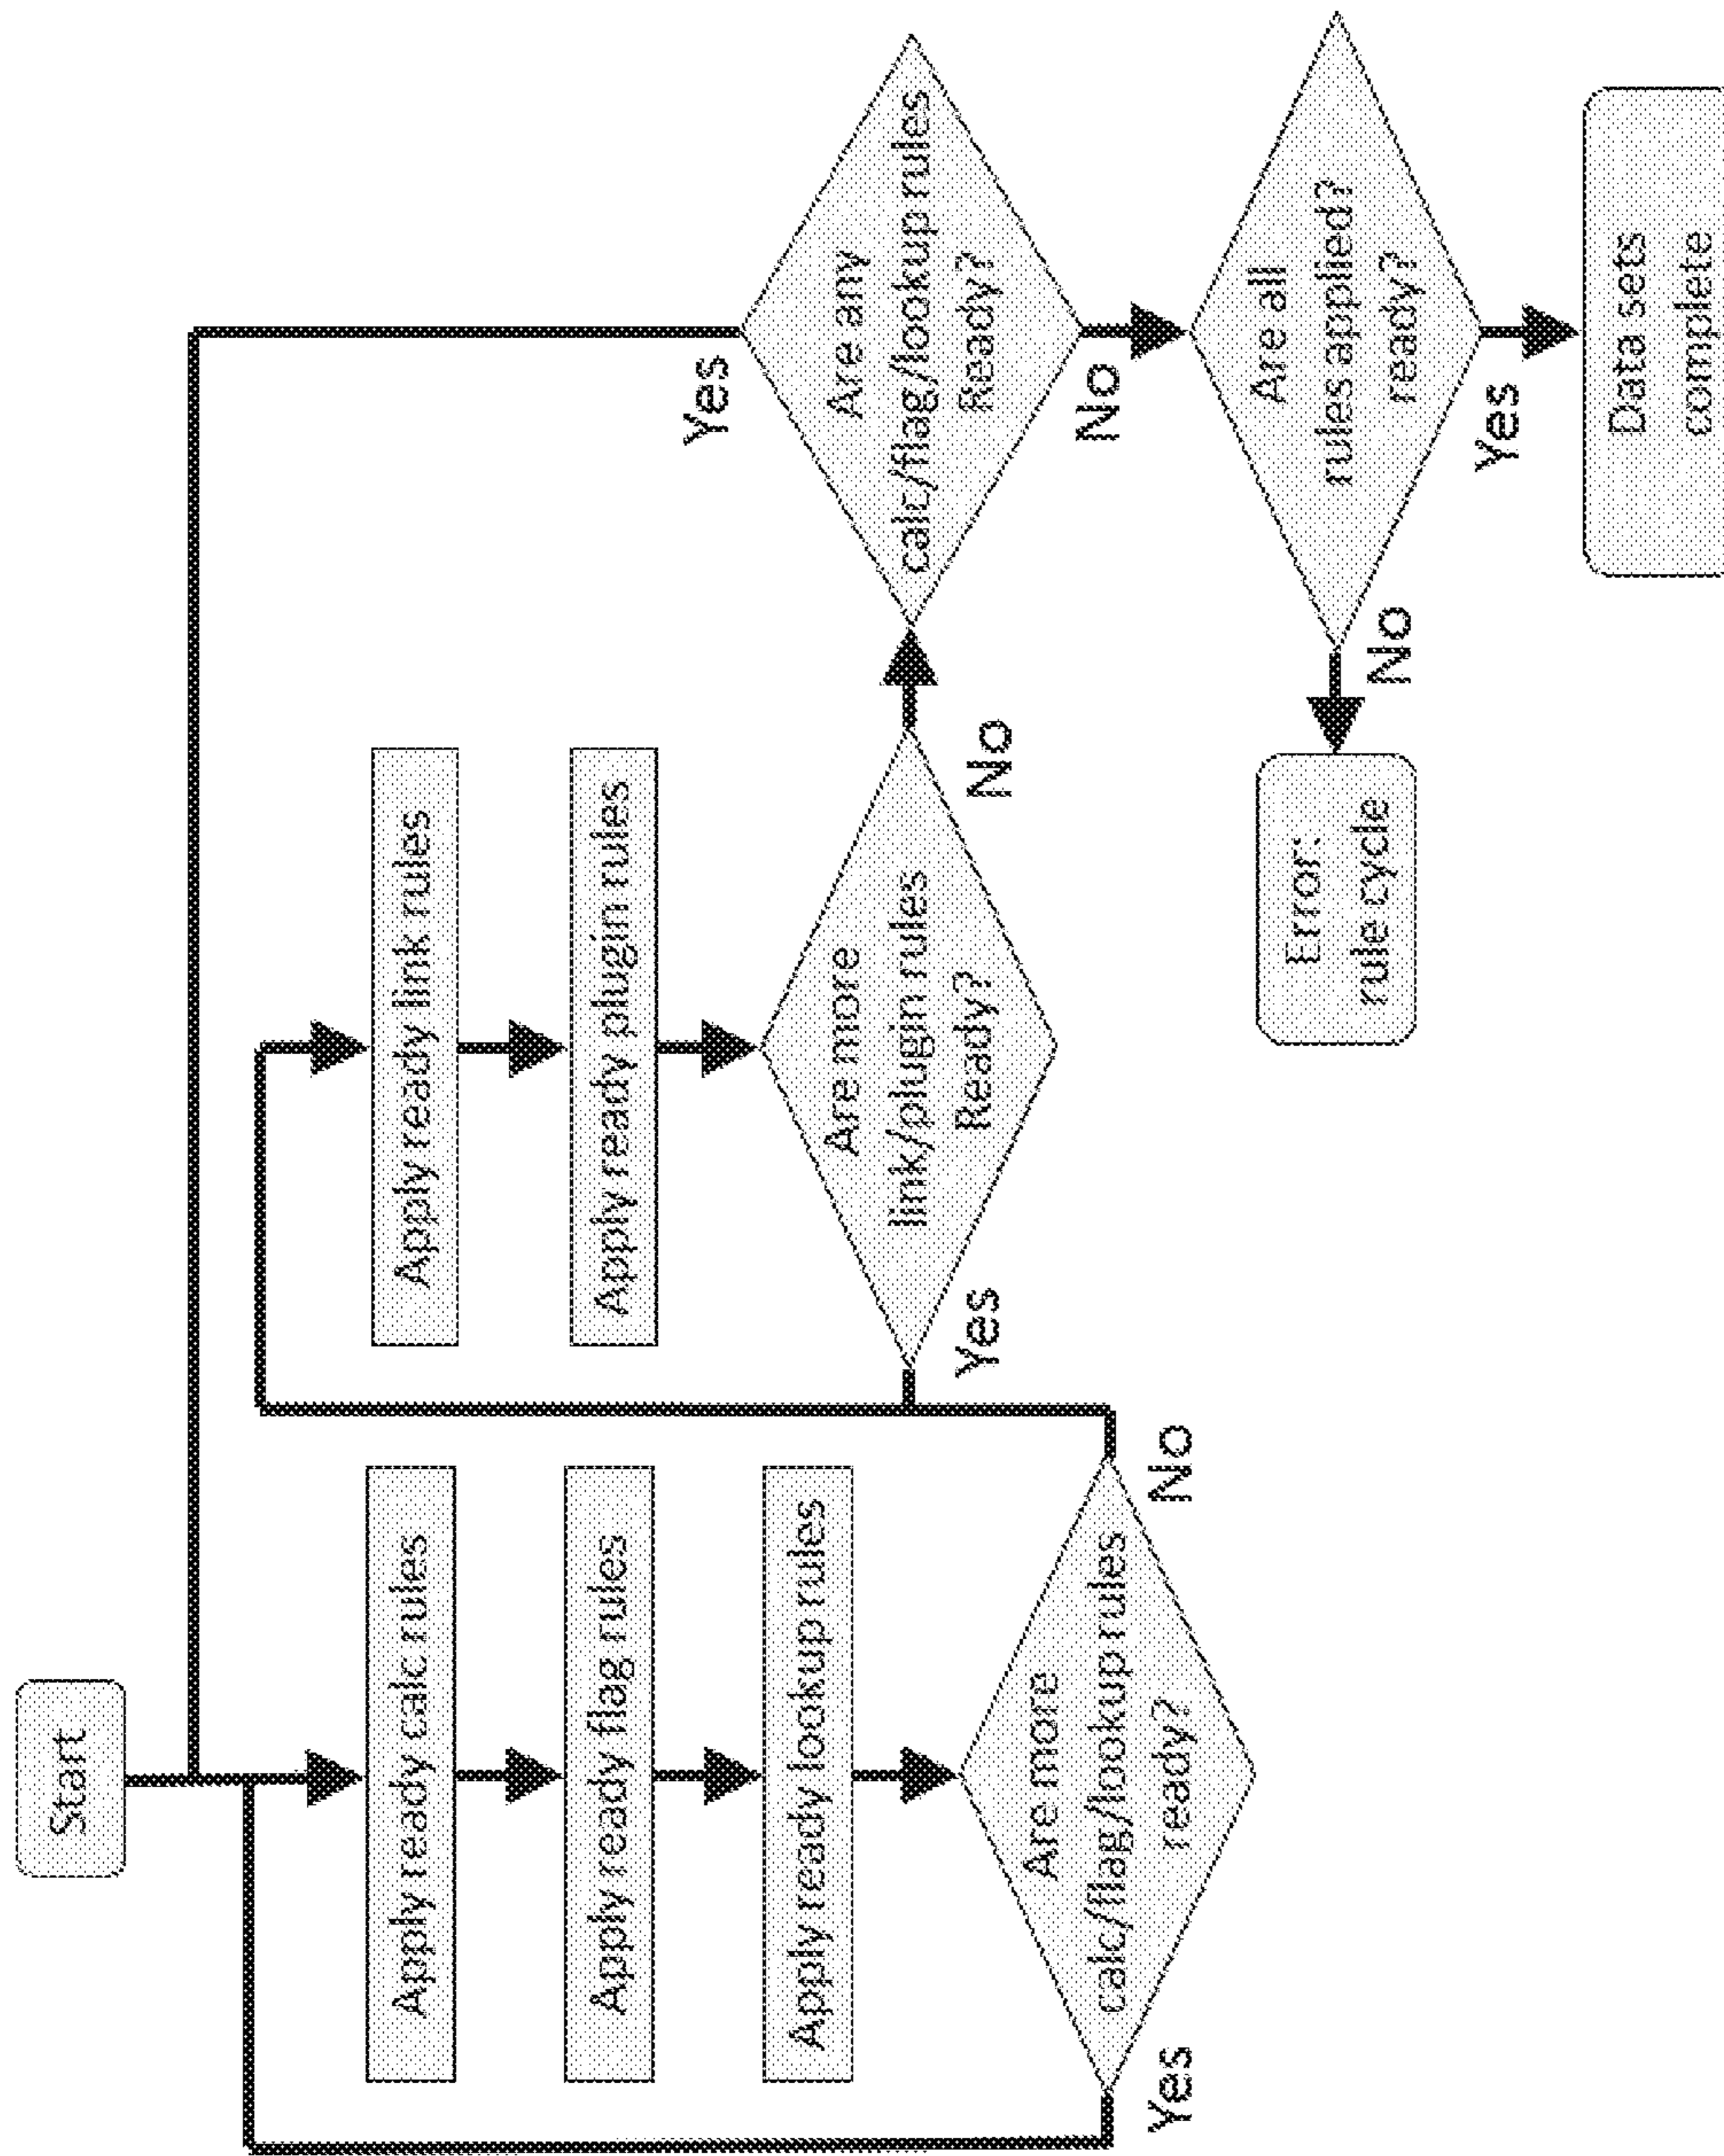 Start
Apply ready calc rules
Apply ready flag rules
Apply ready lookup rules
Are more
calc/flag/lookup rules
ready?
Yes
No
Apply ready link rules
Apply ready plugin rules
Are more
link/plugin rules
Ready?
Yes
No
Are any
calc/flag/lookup rules
Ready?
Yes
No
Are all
rules applied?
ready?
No
Yes
Error:
rule cycle
Data sets
complete